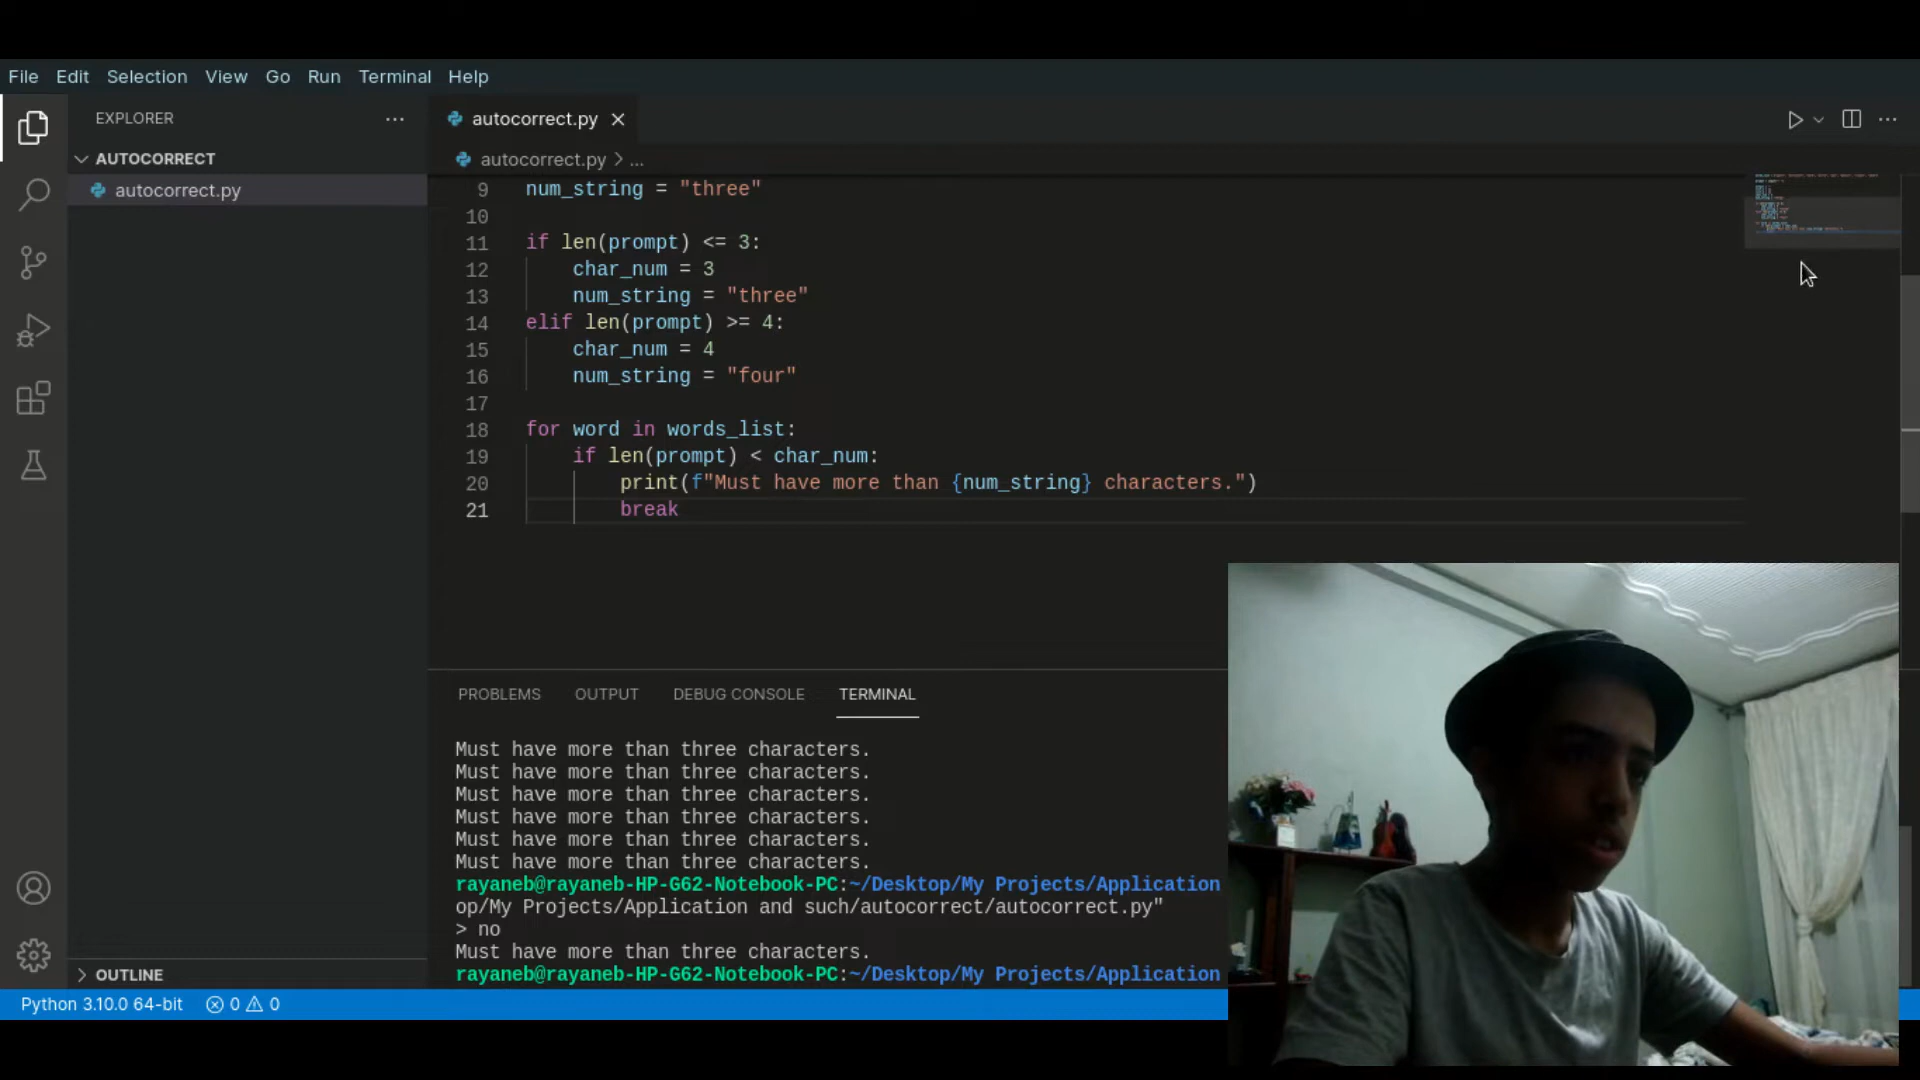 File Edit Selection View Go Run Terminal Help
EXPLORER
autocorrect.py
AUTOCORRECT
autocorrect.py > ...
autocorrect.py
9 num_string = "three"
10
11 if len(prompt) <= 3:
12 char_num = 3
13 num_string = "three"
14 elif len(prompt) >= 4:
15 char_num = 4
16 num_string = "four"
17
18 for word in words_list:
19 if len(prompt) < char_num:
20 print(f"Must have more than {num_string} characters.")
21 break
PROBLEMS OUTPUT DEBUG CONSOLE TERMINAL
Must have more than three characters.
Must have more than three characters.
Must have more than three characters.
Must have more than three characters.
Must have more than three characters.
Must have more than three characters.
rayaneb@rayaneb-HP-G62-Notebook-PC:~/Desktop/My Projects/Application
op/My Projects/Application and such/autocorrect/autocorrect.py"
> no
Must have more than three characters.
rayaneb@rayaneb-HP-G62-Notebook-PC:~/Desktop/My Projects/Application
OUTLINE
Python 3.10.0 64-bit 0 0